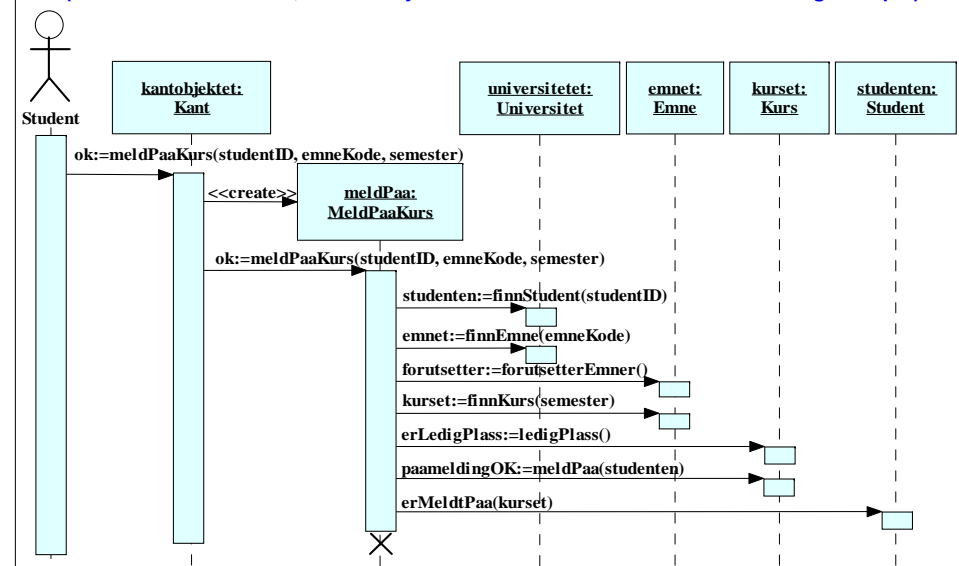 Student
kantobjektet:
Kant
universitetet:
Universitet
emnet:
Emne
kurset:
Kurs
studenten:
Student
ok:=meldPaaKurs(studentID, emneKode, semester)
<<create>>
meldPaa:
MeldPaaKurs
ok:=meldPaaKurs(studentID, emneKode, semester)
studenten:=finnStudent(studentID)
emnet:=finnEmne(emneKode)
forutsetter:=forutsetterEmner()
kurset:=finnKurs(semester)
erLedigPlass:=ledigPlass()
paameldingOK:=meldPaa(studenten)
erMeldtPaa(kurset)